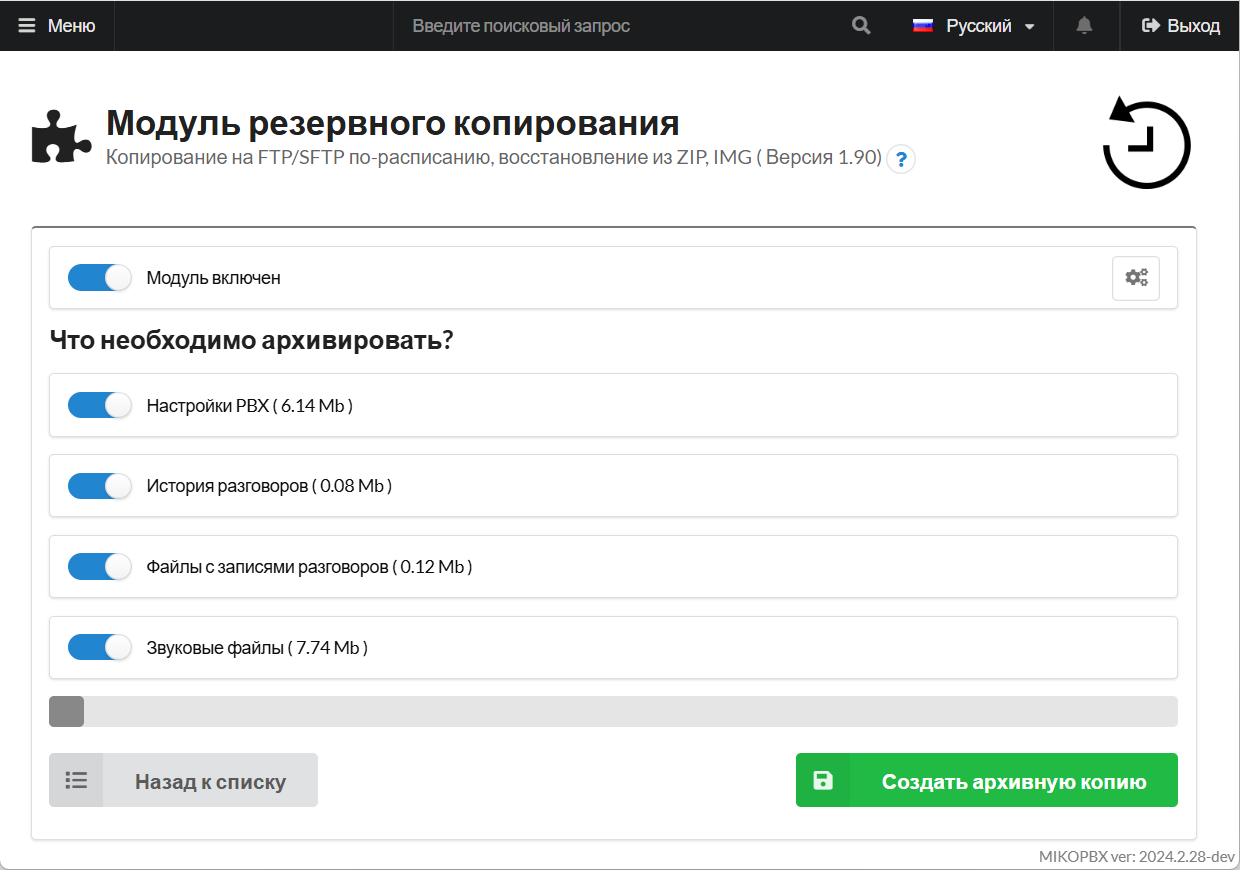 Меню
Введите поисковый запрос
Русский
Выход
Модуль резервного копирования
Копирование на FTP/SFTP по-расписанию, восстановление из ZIP, IMG ( Версия 1.90) ?
Модуль включен
Что необходимо архивировать?
Настройки PBX ( 6.14 Mb )
История разговоров ( 0.08 Mb )
Файлы с записями разговоров ( 0.12 Mb )
Звуковые файлы ( 7.74 Mb )
Назад к списку
Создать архивную копию
MIKOPBX ver: 2024.2.28-dev